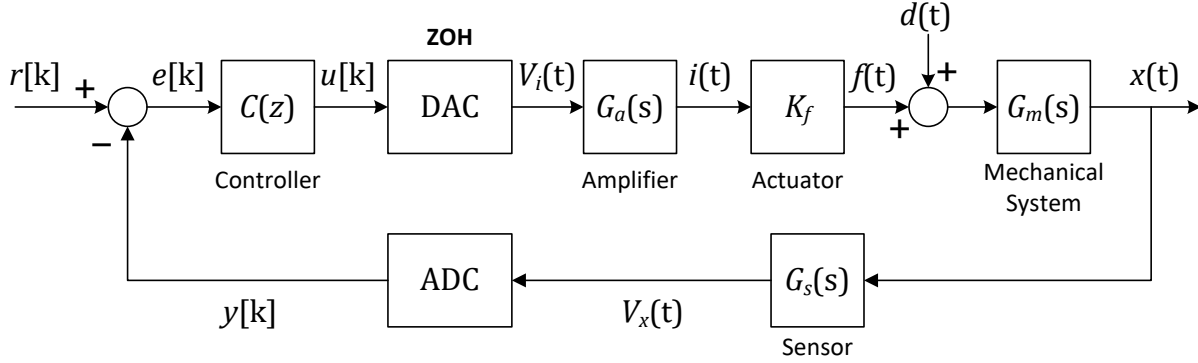 ZOH
d(t)
r[k]
+
e[k]
C(z)
u[k]
DAC
V_i(t)
G_a(s)
i(t)
K_f
f(t)
+
+
G_m(s)
x(t)
−
Controller
Amplifier
Actuator
Mechanical
System
y[k]
ADC
V_x(t)
G_s(s)
Sensor